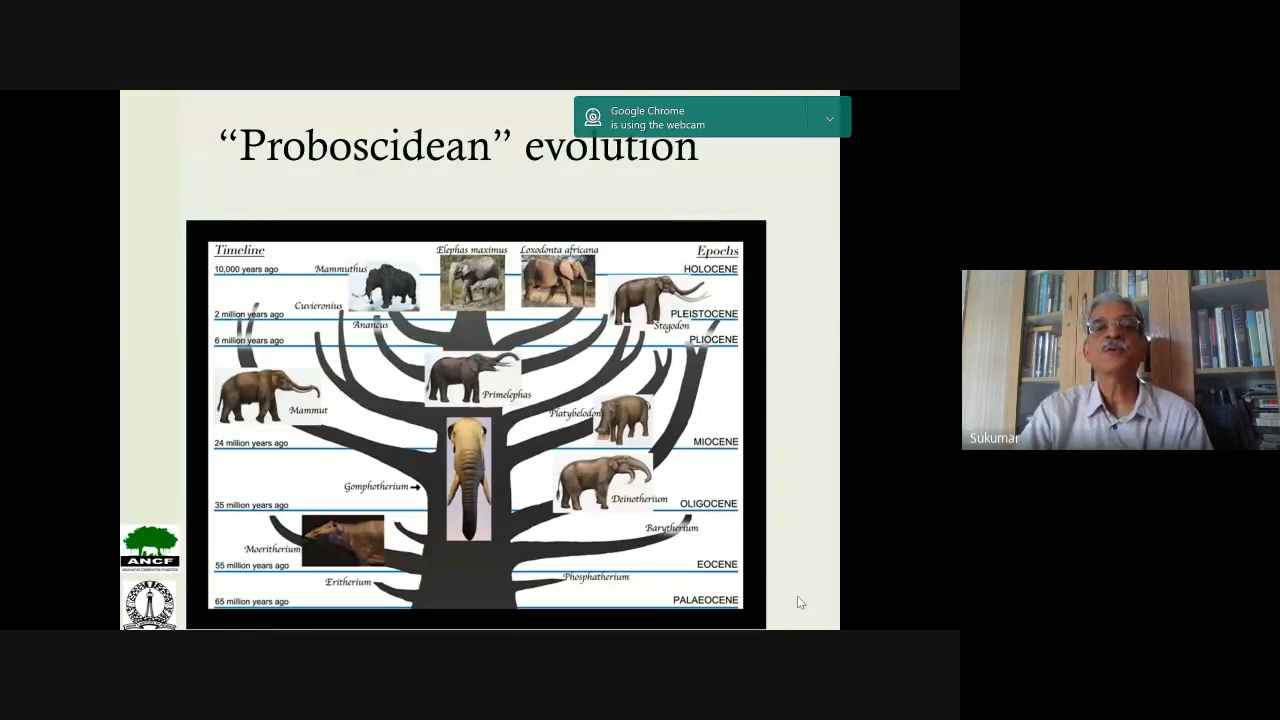 Google Chrome
is using the webcam
“Proboscidean” evolution
Timeline
Elephas maximus
Loxodonta africana
Epochs
10,000 years ago
Mammuthus
HOLOCENE
Cuvieronius
2 million years ago
Anancus
PLEISTOCENE
Stegodon
6 million years ago
PLIOCENE
Primelephas
Mammut
Platybelodon
24 million years ago
MIOCENE
Gomphotherium
Deinotherium
35 million years ago
OLIGOCENE
Barytherium
Moeritherium
55 million years ago
EOCENE
Eritherium
Phosphatherium
65 million years ago
PALAEOCENE
ANCF
Sukumar